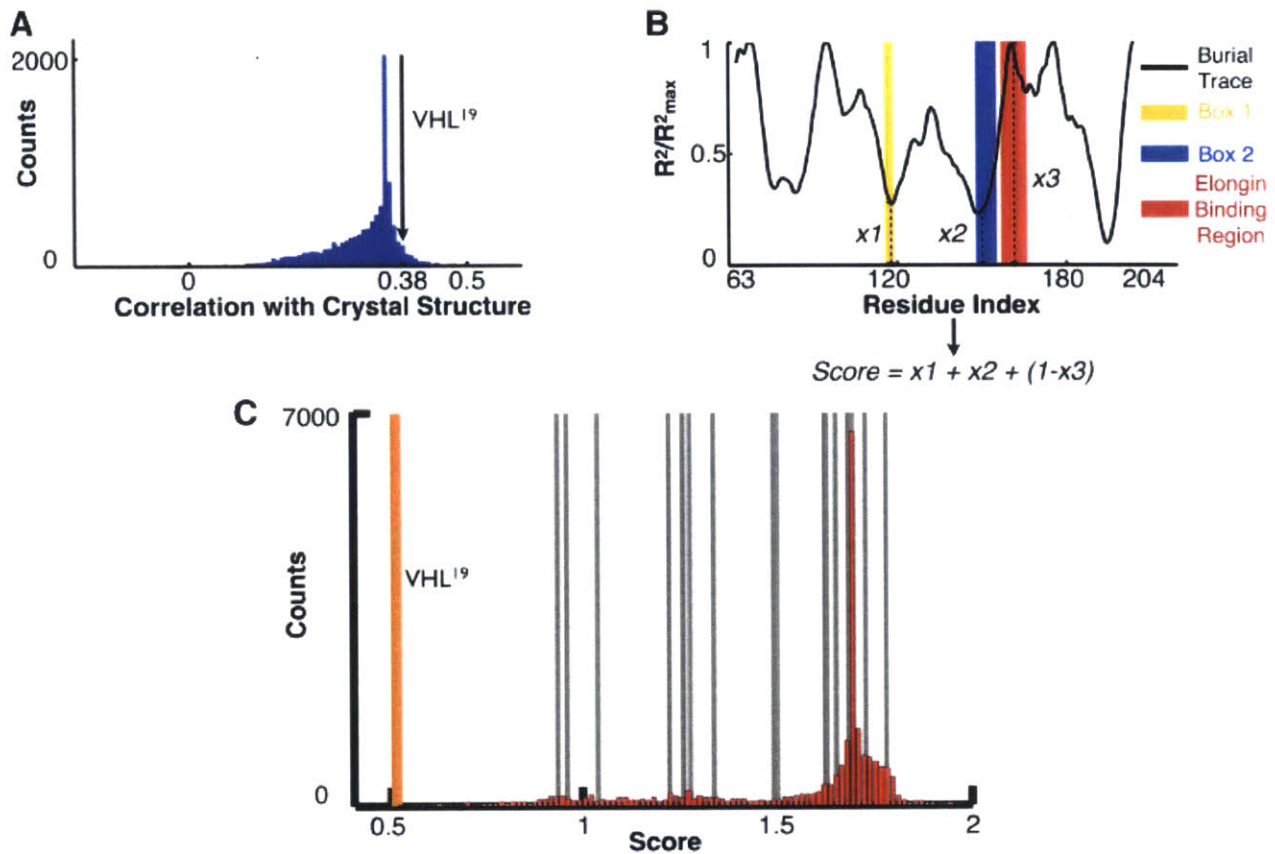 A
2000
Counts
0
VHL¹⁹
0
0.38
0.5
Correlation with Crystal Structure
B
1
R²/R²max
0.5
0
x1
x2
x3
63
120
180
204
Residue Index
Burial
Trace
Box 1
Box 2
Elongin
Binding
Region
Score = x1 + x2 + (1-x3)
C
7000
Counts
0
VHL¹⁹
0.5
1
1.5
2
Score